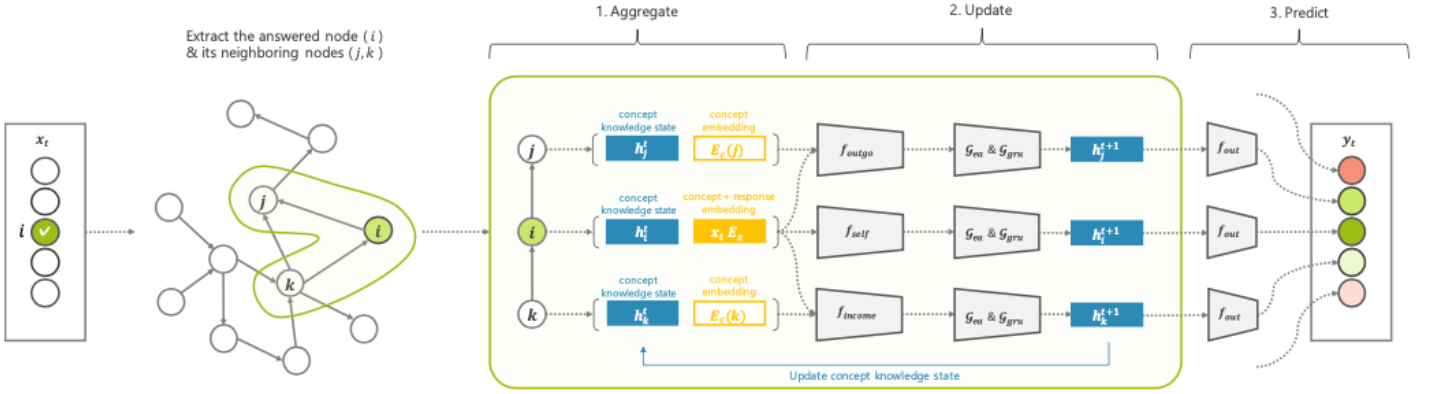 1. Aggregate
2. Update
3. Predict
Extract the answered node (i)
& its neighboring nodes (j, k)
x_t
i
j
i
k
concept
knowledge state
concept
embedding
j
h_j^t
E_c(j)
f_outgo
𝒢_ea & 𝒢_gru
h_j^{t+1}
f_out
concept
knowledge state
concept + response
embedding
i
h_i^t
x_t E_s
f_self
𝒢_ea & 𝒢_gru
h_i^{t+1}
f_out
concept
knowledge state
concept
embedding
k
h_k^t
E_c(k)
f_income
𝒢_ea & 𝒢_gru
h_k^{t+1}
f_out
Update concept knowledge state
y_t